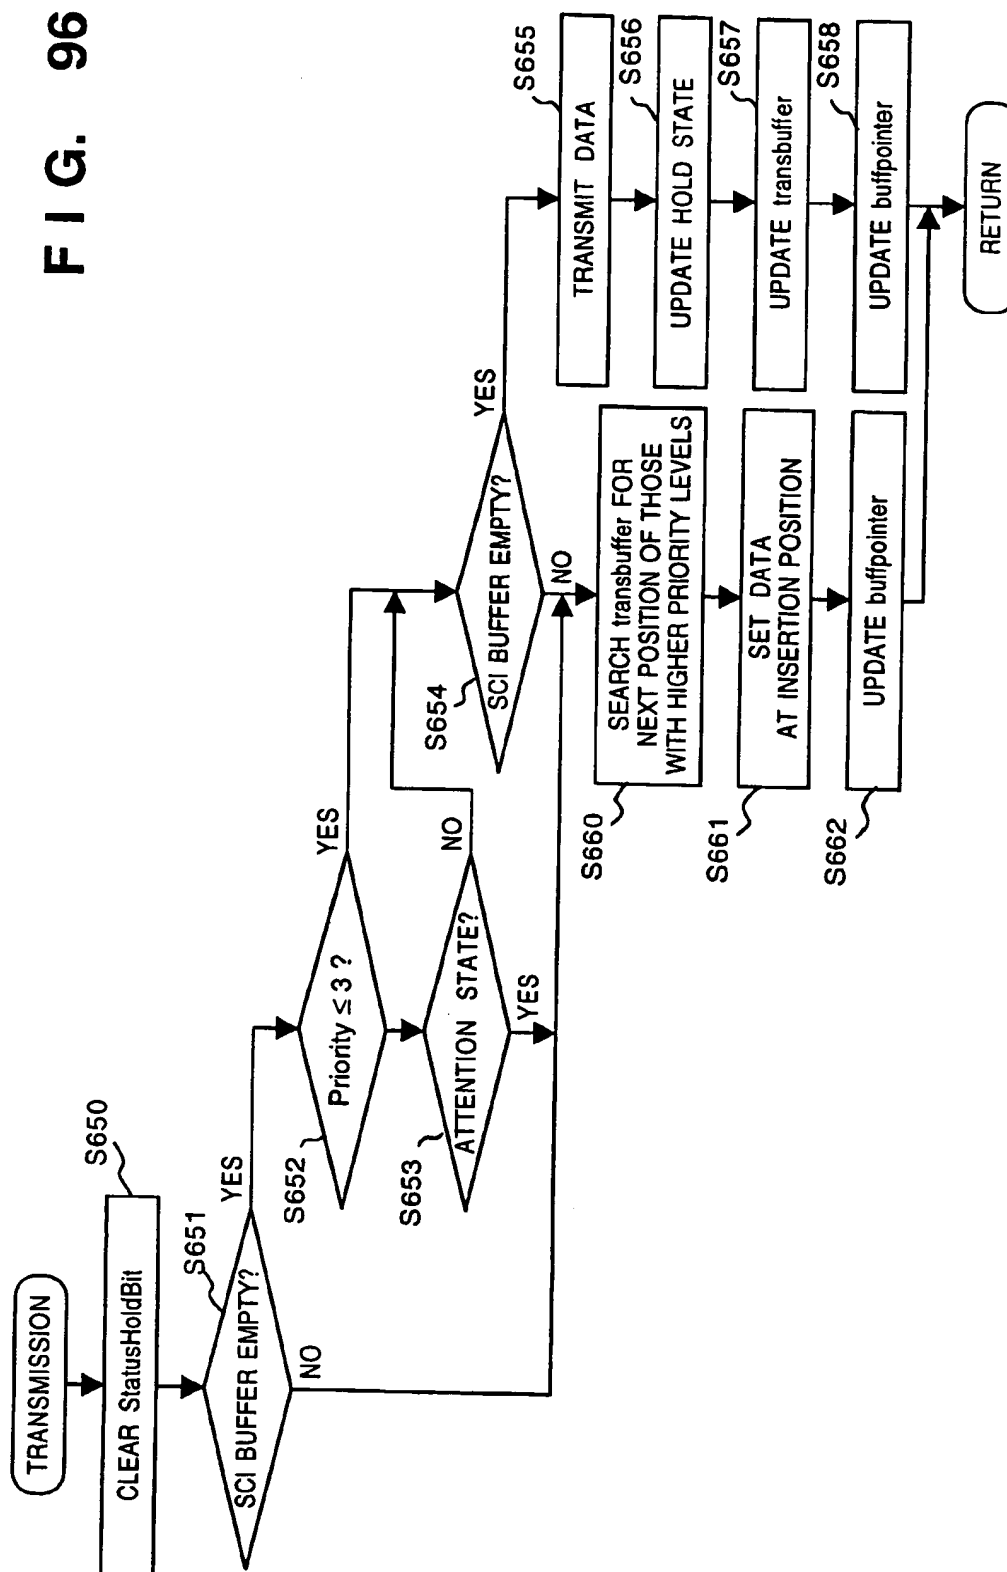 FIG. 96
TRANSMISSION
CLEAR StatusHoldBit
S650
SCI BUFFER EMPTY?
S651
YES
NO
Priority ≤ 3 ?
S652
YES
ATTENTION STATE?
S653
NO
YES
SCI BUFFER EMPTY?
S654
YES
NO
TRANSMIT DATA
S655
UPDATE HOLD STATE
S656
UPDATE transbuffer
S657
UPDATE buffpointer
S658
SEARCH transbuffer FOR
NEXT POSITION OF THOSE
WITH HIGHER PRIORITY LEVELS
S660
SET DATA
AT INSERTION POSITION
S661
UPDATE buffpointer
S662
RETURN